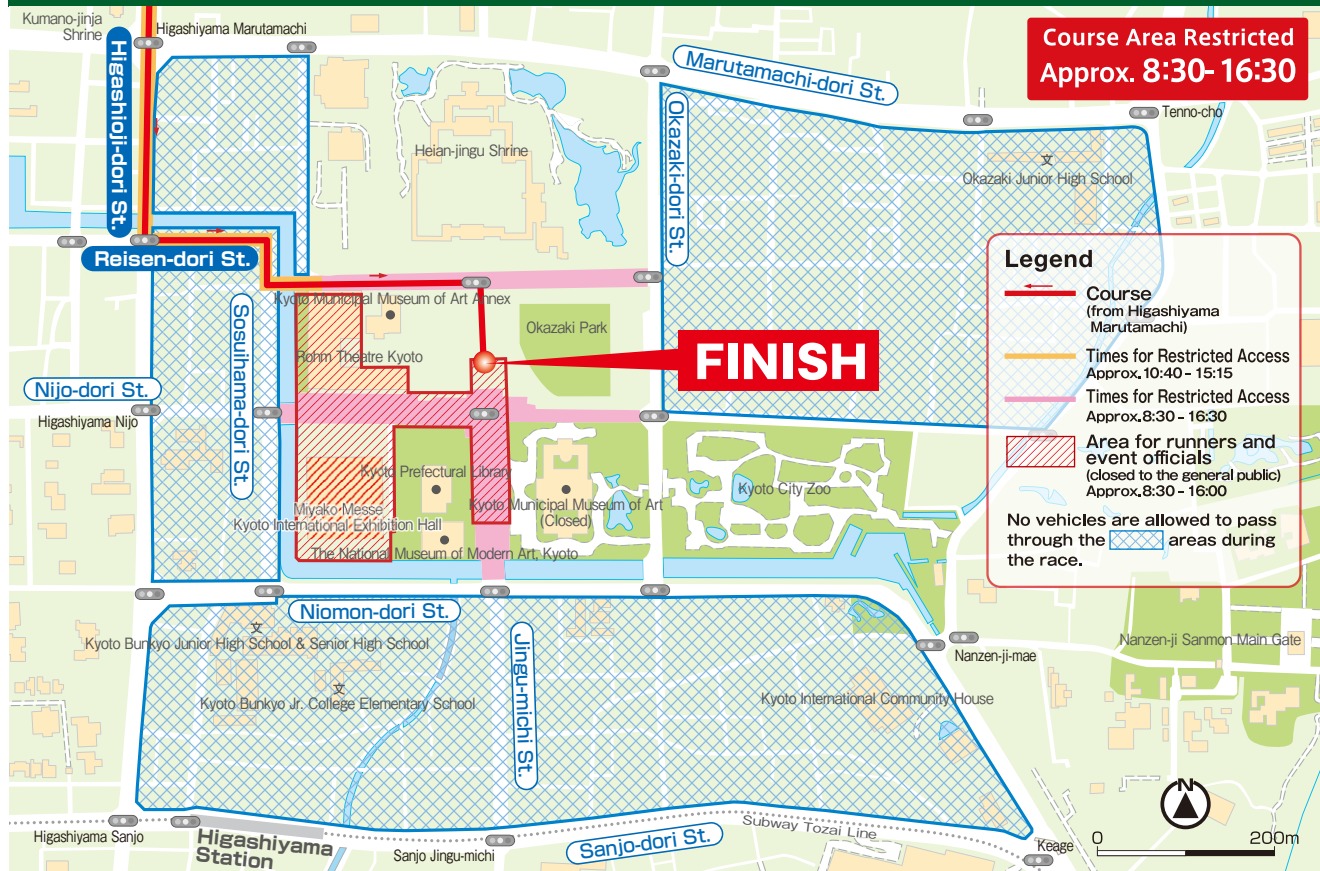 Kumano-jinja
Shrine
Higashiyama Marutamachi
Course Area Restricted
Approx. 8:30-16:30
Marutamachi-dori St.
Tenno-cho
Higashioji-dori St.
Okazaki-dori St.
Heian-jingu Shrine
文
Okazaki Junior High School
Reisen-dori St.
Kyoto Municipal Museum of Art Annex
Okazaki Park
Rohm Theatre Kyoto
FINISH
Sosuihama-dori St.
Nijo-dori St.
Higashiyama Nijo
Kyoto Prefectural Library
Kyoto City Zoo
Miyako Messe
Kyoto International Exhibition Hall
Kyoto Municipal Museum of Art
(Closed)
The National Museum of Modern Art, Kyoto
Legend
Course
(from Higashiyama
Marutamachi)
Times for Restricted Access
Approx.10:40-15:15
Times for Restricted Access
Approx.8:30-16:30
Area for runners and
event officials
(closed to the general public)
Approx.8:30-16:00
No vehicles are allowed to pass
through the areas during
the race.
Niomon-dori St.
文
Kyoto Bunkyo Junior High School & Senior High School
Jingu-michi St.
Nanzen-ji-mae
Nanzen-ji Sanmon Main Gate
文
Kyoto Bunkyo Jr. College Elementary School
Kyoto International Community House
N
Higashiyama Sanjo
Higashiyama
Station
Sanjo Jingu-michi
Sanjo-dori St.
Subway Tozai Line
Keage
0 200m